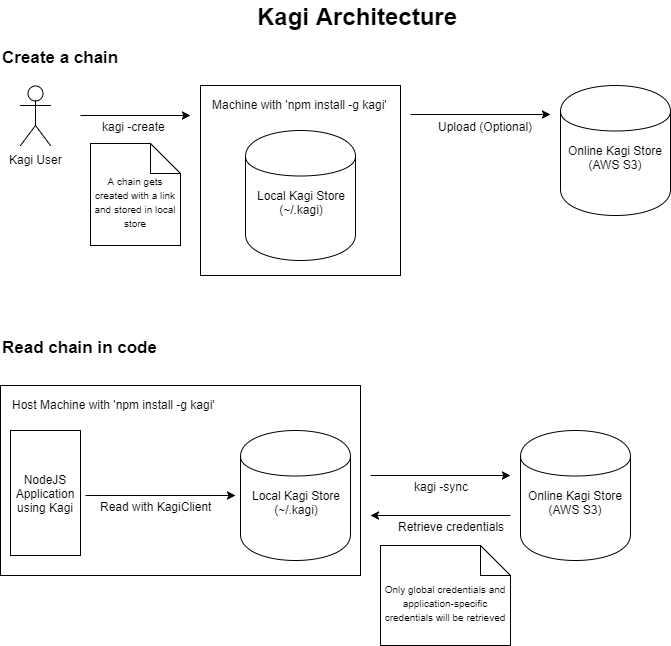 Kagi Architecture
Create a chain
Kagi User
kagi -create
A chain gets
created with a link
and stored in local
store
Machine with 'npm install -g kagi'
Local Kagi Store
(~/.kagi)
Upload (Optional)
Online Kagi Store
(AWS S3)
Read chain in code
Host Machine with 'npm install -g kagi'
NodeJS
Application
using Kagi
Read with KagiClient
Local Kagi Store
(~/.kagi)
kagi -sync
Retrieve credentials
Only global credentials and
application-specific
credentials will be retrieved
Online Kagi Store
(AWS S3)